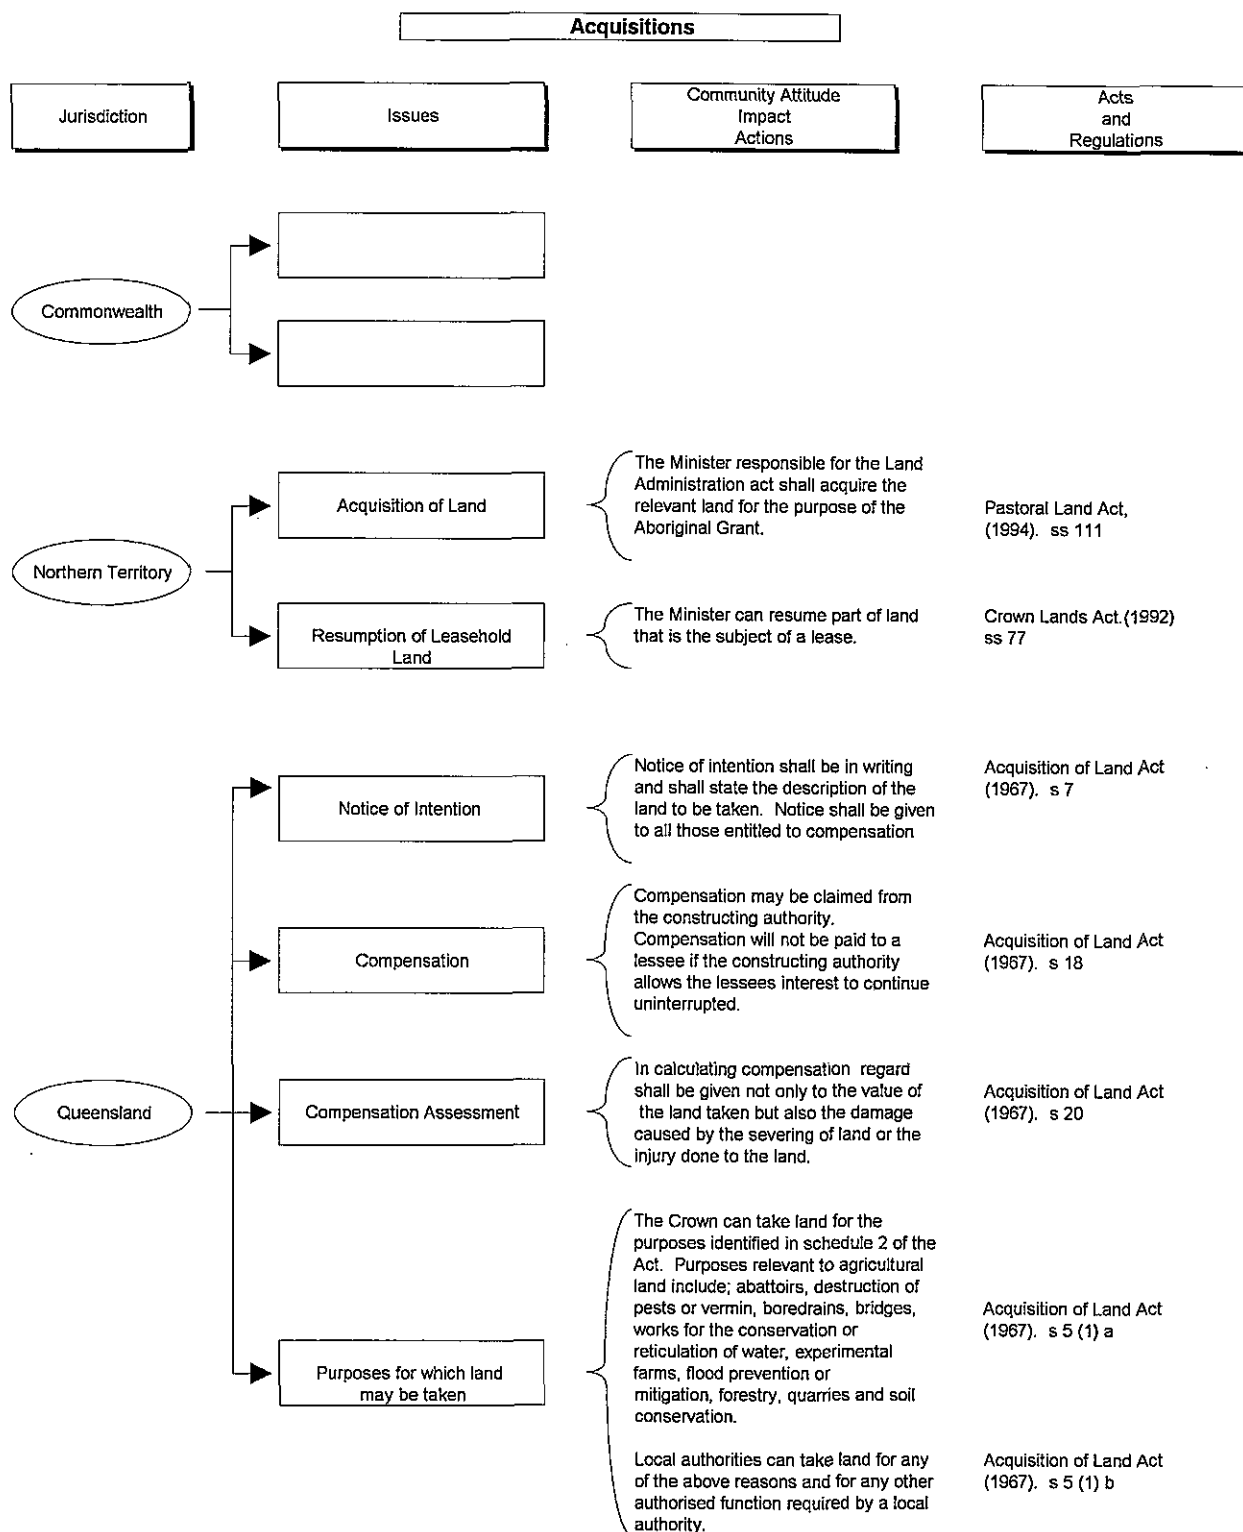 Acquisitions
Jurisdiction
Issues
Community Attitude
Impact
Actions
Acts
and
Regulations
Commonwealth
Northern Territory
Acquisition of Land
The Minister responsible for the Land
Administration act shall acquire the
relevant land for the purpose of the
Aboriginal Grant.
Pastoral Land Act,
(1994). ss 111
Resumption of Leasehold
Land
The Minister can resume part of land
that is the subject of a lease.
Crown Lands Act.(1992)
ss 77
Queensland
Notice of Intention
Notice of intention shall be in writing
and shall state the description of the
land to be taken. Notice shall be given
to all those entitled to compensation
Acquisition of Land Act
(1967). s 7
Compensation
Compensation may be claimed from
the constructing authority.
Compensation will not be paid to a
lessee if the constructing authority
allows the lessees interest to continue
uninterrupted.
Acquisition of Land Act
(1967). s 18
Compensation Assessment
In calculating compensation regard
shall be given not only to the value of
the land taken but also the damage
caused by the severing of land or the
injury done to the land.
Acquisition of Land Act
(1967). s 20
Purposes for which land
may be taken
The Crown can take land for the
purposes identified in schedule 2 of the
Act. Purposes relevant to agricultural
land include; abattoirs, destruction of
pests or vermin, boredrains, bridges,
works for the conservation or
reticulation of water, experimental
farms, flood prevention or
mitigation, forestry, quarries and soil
conservation.
Acquisition of Land Act
(1967). s 5 (1) a
Local authorities can take land for any
of the above reasons and for any other
authorised function required by a local
authority.
Acquisition of Land Act
(1967). s 5 (1) b